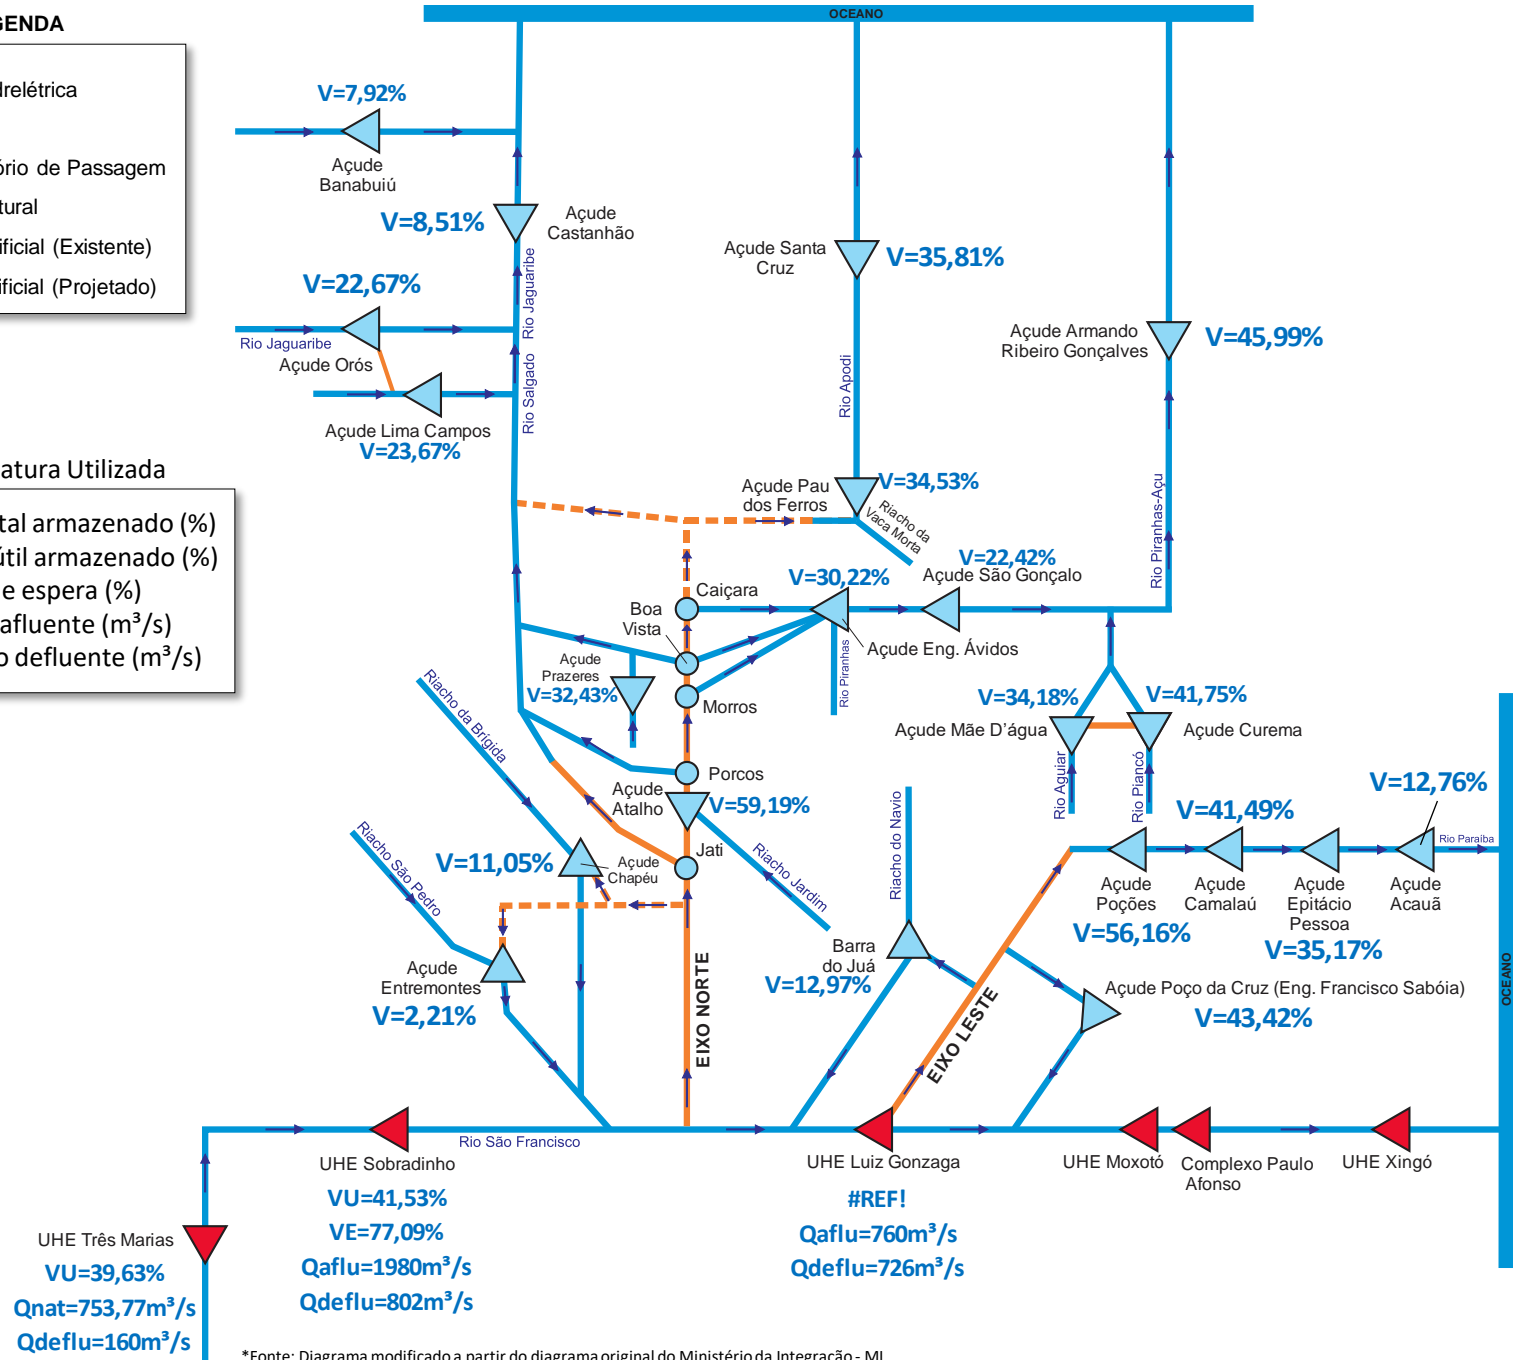 OCEANO
GENDA
drelétrica
ório de Passagem
tural
ificial (Existente)
ificial (Projetado)
V=7,92%
Açude
Banabuiú
V=8,51%
Açude
Castanhão
Rio Jaguaribe
V=22,67%
Rio Jaguaribe
Açude Orós
Rio Salgado
Açude Lima Campos
V=23,67%
Açude Santa
Cruz
V=35,81%
Rio Apodi
Açude Armando
Ribeiro Gonçalves
V=45,99%
Rio Piranhas-Açu
atura Utilizada
tal armazenado (%)
útil armazenado (%)
e espera (%)
afluente (m³/s)
o defluente (m³/s)
Açude Pau
dos Ferros
V=34,53%
Riacho da
Vaca Morta
V=22,42%
Açude São Gonçalo
V=30,22%
Caiçara
Boa
Vista
Açude Eng. Ávidos
Rio Piranhas
Açude
Prazeres
V=32,43%
Morros
Riacho da Brígida
V=34,18%
Açude Mãe D'água
V=41,75%
Açude Curema
Rio Aguiar
Rio Piancó
Porcos
Açude
Atalho
V=59,19%
Jati
Riacho Jardim
Riacho do Navio
V=12,76%
V=41,49%
Rio Paraíba
Açude
Poções
V=56,16%
Açude
Camalaú
Açude
Epitácio
Pessoa
V=35,17%
Açude
Acauã
OCEANO
Riacho São Pedro
V=11,05%
Açude
Chapéu
Açude
Entremontes
V=2,21%
EIXO NORTE
Barra
do Juá
V=12,97%
EIXO LESTE
Açude Poço da Cruz (Eng. Francisco Sabóia)
V=43,42%
Rio São Francisco
UHE Sobradinho
VU=41,53%
VE=77,09%
Qaflu=1980m³/s
Qdeflu=802m³/s
UHE Luiz Gonzaga
#REF!
Qaflu=760m³/s
Qdeflu=726m³/s
UHE Moxotó
Complexo Paulo
Afonso
UHE Xingó
UHE Três Marias
VU=39,63%
Qnat=753,77m³/s
Qdeflu=160m³/s
*Fonte: Diagrama modificado a partir do diagrama original do Ministério da Integração - MI